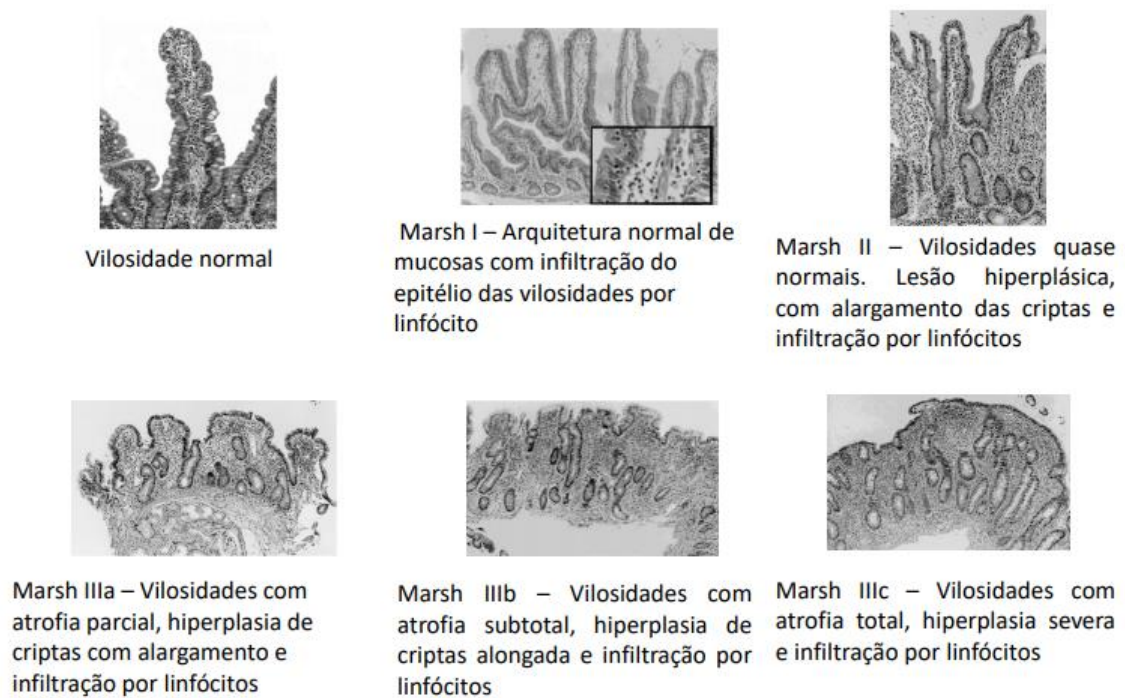 Vilosidade normal
Marsh I – Arquitetura normal de
mucosas com infiltração do
epitélio das vilosidades por
linfócito
Marsh II – Vilosidades quase
normais. Lesão hiperplásica,
com alargamento das criptas e
infiltração por linfócitos
Marsh IIIa – Vilosidades com
atrofia parcial, hiperplasia de
criptas com alargamento e
infiltração por linfócitos
Marsh IIIb – Vilosidades com
atrofia subtotal, hiperplasia de
criptas alongada e infiltração por
linfócitos
Marsh IIIc – Vilosidades com
atrofia total, hiperplasia severa
e infiltração por linfócitos